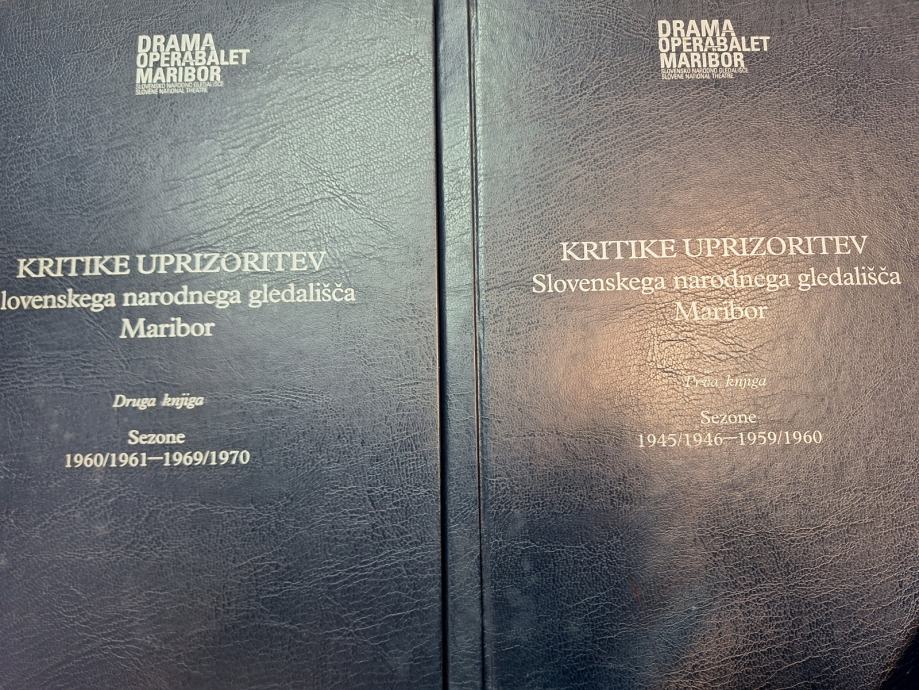 DRAMA
OPERABALET
MARIBOR
SLOVENSKO NARODNO GLEDALIŠČE
SLOVENE NATIONAL THEATRE
KRITIKE UPRIZORITEV
lovenskega narodnega gledališča
Maribor
Druga knjiga
Sezone
1960/1961—1969/1970
DRAMA
OPERABALET
MARIBOR
SLOVENSKO NARODNO GLEDALIŠČE
SLOVENE NATIONAL THEATRE
KRITIKE UPRIZORITEV
Slovenskega narodnega gledališča
Maribor
Prva knjiga
Sezone
1945/1946—1959/1960